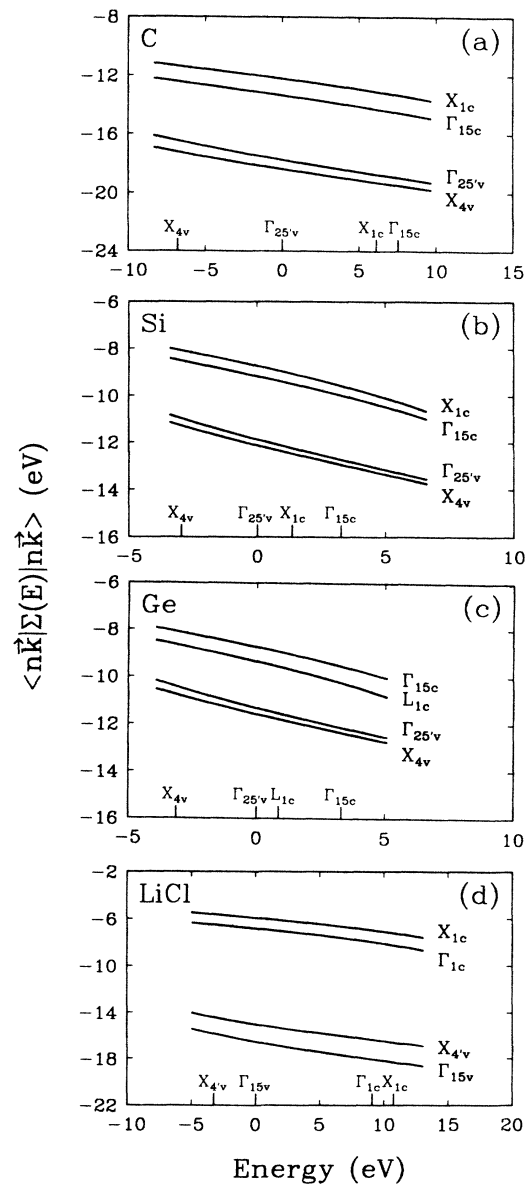 <n\vec{k}|Σ(E)|n\vec{k}> (eV)
−8
C
(a)
−12
X₁c
Γ₁₅c
−16
Γ₂₅'v
X₄v
−20
X₄v Γ₂₅'v X₁c Γ₁₅c
−24
−10 −5 0 5 10 15
−6
Si
(b)
−8
−10
X₁c
Γ₁₅c
−12
Γ₂₅'v
X₄v
−14
X₄v Γ₂₅'v X₁c Γ₁₅c
−16
−5 0 5 10
−6
Ge
(c)
−8
−10
Γ₁₅c
L₁c
−12
Γ₂₅'v
X₄v
−14
X₄v Γ₂₅'v L₁c Γ₁₅c
−16
−5 0 5 10
−2
LiCl
(d)
−6
X₁c
Γ₁c
−10
−14
X₄'v
−18
Γ₁₅v
X₄'v Γ₁₅v Γ₁c X₁c
−22
−10 −5 0 5 10 15 20
Energy (eV)